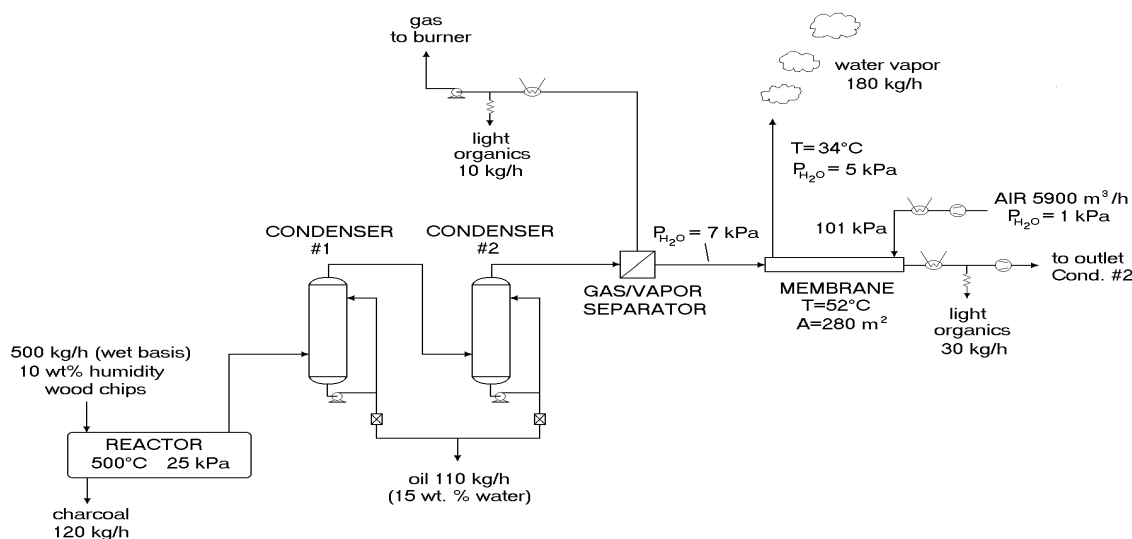 gas
to burner
light
organics
10 kg/h
water vapor
180 kg/h
T= 34°C
P_H₂O = 5 kPa
AIR 5900 m³/h
P_H₂O = 1 kPa
101 kPa
CONDENSER
#1
CONDENSER
#2
P_H₂O = 7 kPa
GAS/VAPOR
SEPARATOR
MEMBRANE
T=52°C
A=280 m²
to outlet
Cond. #2
light
organics
30 kg/h
500 kg/h (wet basis)
10 wt% humidity
wood chips
REACTOR
500°C 25 kPa
charcoal
120 kg/h
oil 110 kg/h
(15 wt. % water)